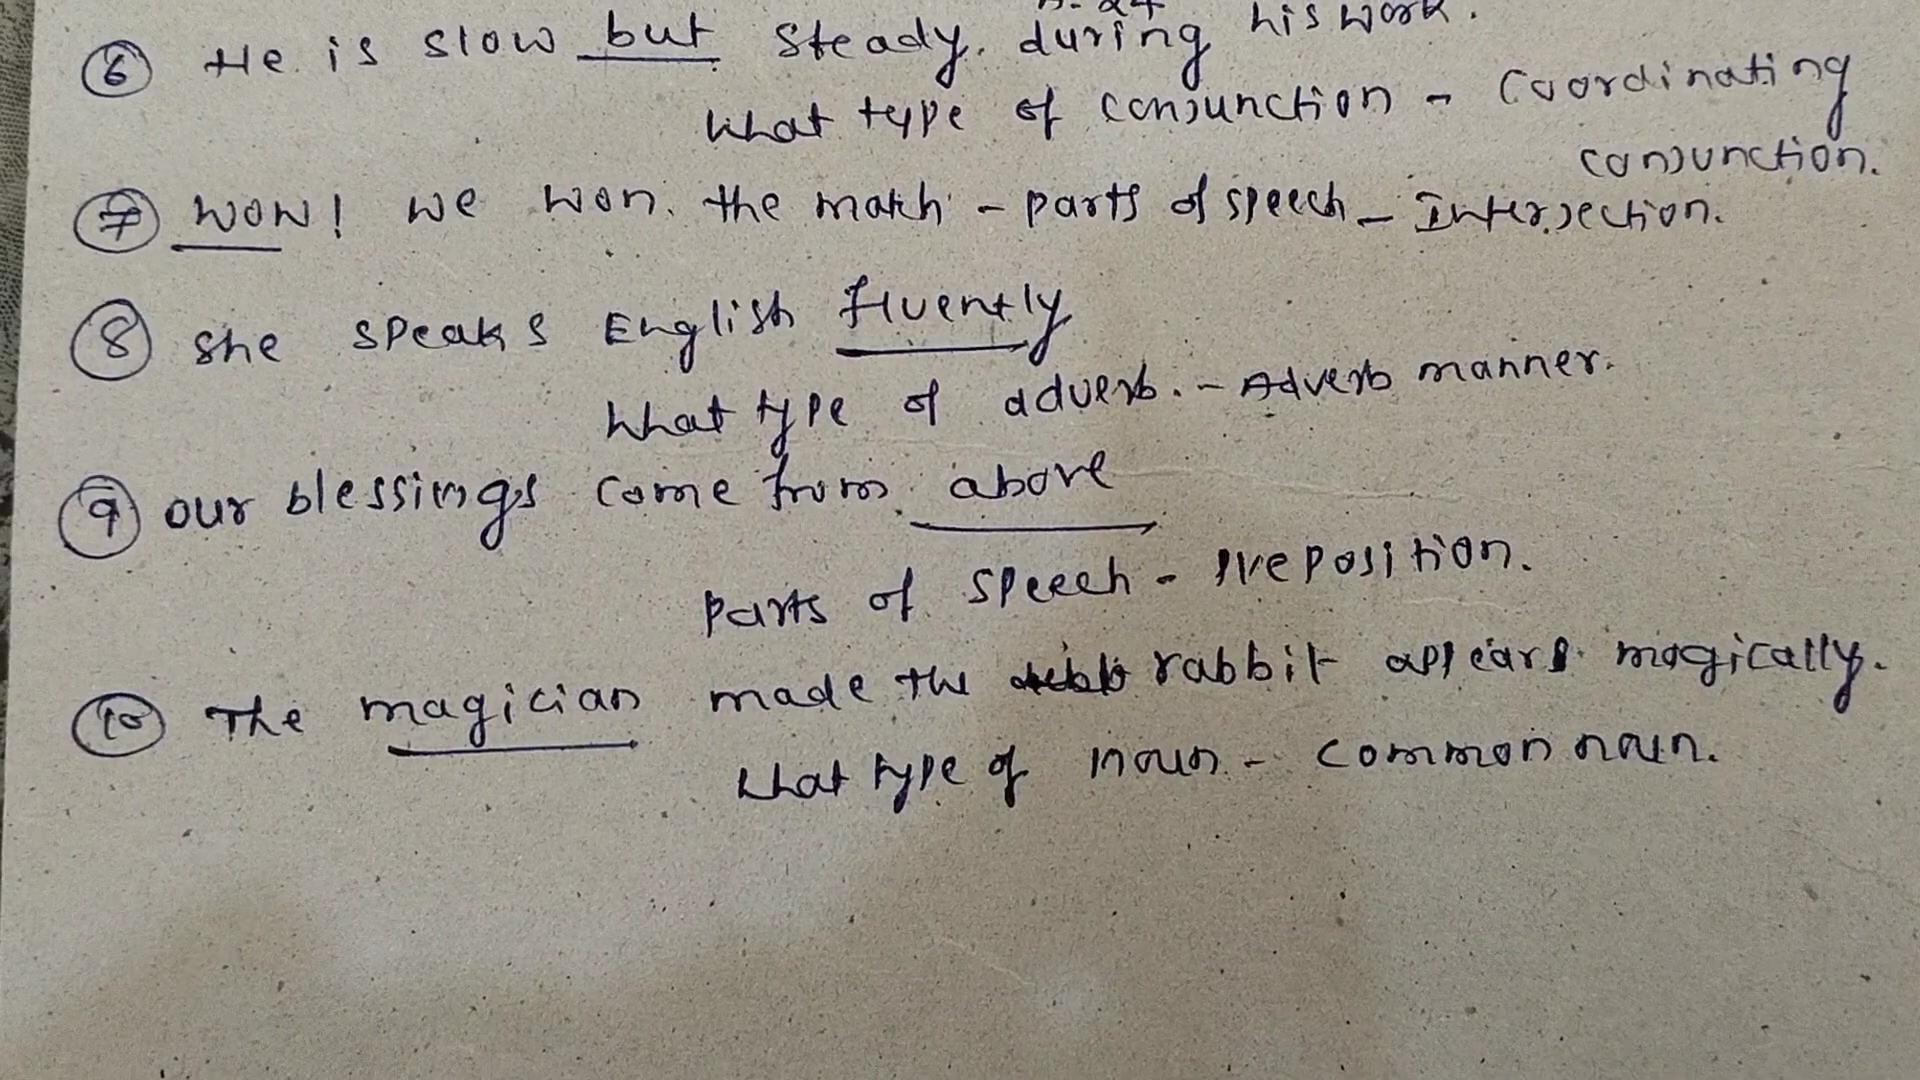 ⑥ He is slow but steady. during his work.
What type of conjunction - Coordinating
conjunction.
⑦ WOW! we won. the match - parts of speech - Interjection.
⑧ she speaks English fluently
What type of adverb. - Adverb manner.
⑨ our blessings come from above
parts of speech - preposition.
⑩ The magician made the rabbit appears magically.
what type of noun - common noun.